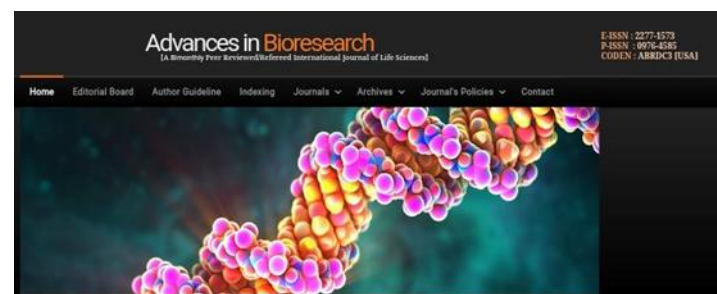 Advances in Bioresearch
[A Bimonthly Peer Reviewed/Refereed International Journal of Life Sciences]
E-ISSN : 2277-1573
P-ISSN : 0976-4585
CODEN : ABRDC3 [USA]
Home Editorial Board Author Guideline Indexing Journals Archives Journal's Policies Contact